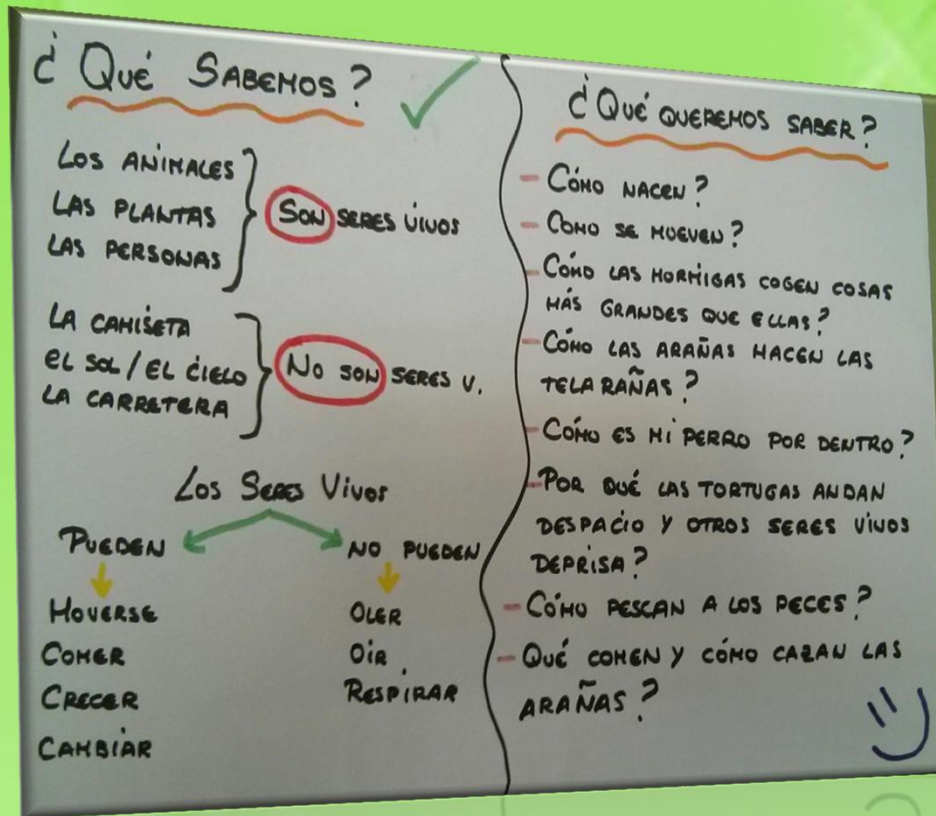 ¿Qué SABEMOS?
LOS ANIMALES
LAS PLANTAS
LAS PERSONAS
SON SERES VIVOS
LA CAMISETA
EL SOL / EL CIELO
LA CARRETERA
NO SON SERES V.
LOS SERES VIVOS
PUEDEN
MOVERSE
COMER
CRECER
CAMBIAR
NO PUEDEN
OLER
OIR
RESPIRAR
¿QUÉ QUEREMOS SABER?
- CÓMO NACEN?
- COMO SE MUEVEN?
- CÓMO LAS HORMIGAS COGEN COSAS
MÁS GRANDES QUE ELLAS?
- CÓMO LAS ARAÑAS HACEN LAS
TELARAÑAS?
- CÓMO ES MI PERRO POR DENTRO?
- POR QUÉ LAS TORTUGAS ANDAN
DESPACIO Y OTROS SERES VIVOS
DEPRISA?
- CÓMO PESCAN A LOS PECES?
- QUÉ COMEN Y CÓMO CAZAN LAS
ARAÑAS?